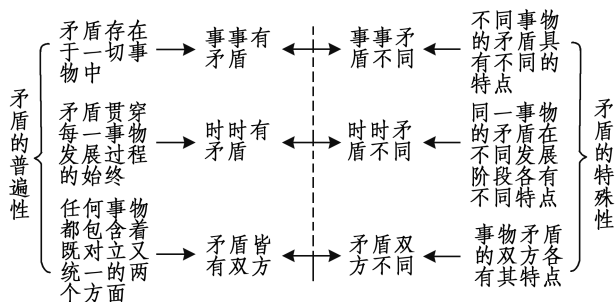 矛盾的普遍性
矛盾存在
于一切事
物中
事事有
矛盾
事事矛
盾不同
不同事物
的矛盾具
有不同的
特点
矛盾贯穿
每一事物
发展过程
的始终
时时有
矛盾
时时矛
盾不同
同一事物
的矛盾在
不同发展
阶段各有
不同特点
任何事物
都包含着
既对立又
统一的两
个方面
矛盾皆
有双方
矛盾双
方不同
事物矛盾
的双方各
有其特点
矛盾的特殊性